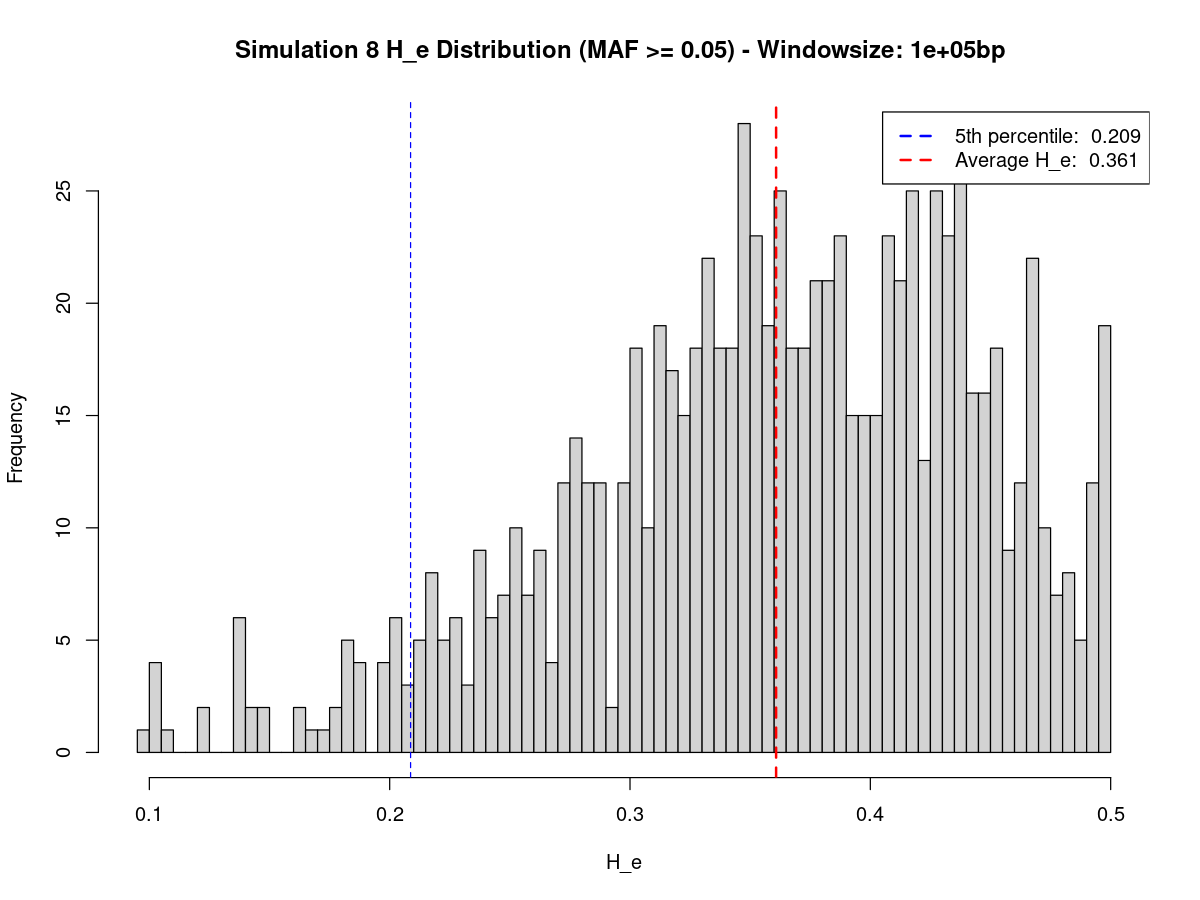 Simulation 8 H_e Distribution (MAF >= 0.05) - Windowsize: 1e+05bp
5th percentile: 0.209
Average H_e: 0.361
Frequency
25
20
15
10
5
0
0.1 0.2 0.3 0.4 0.5
H_e